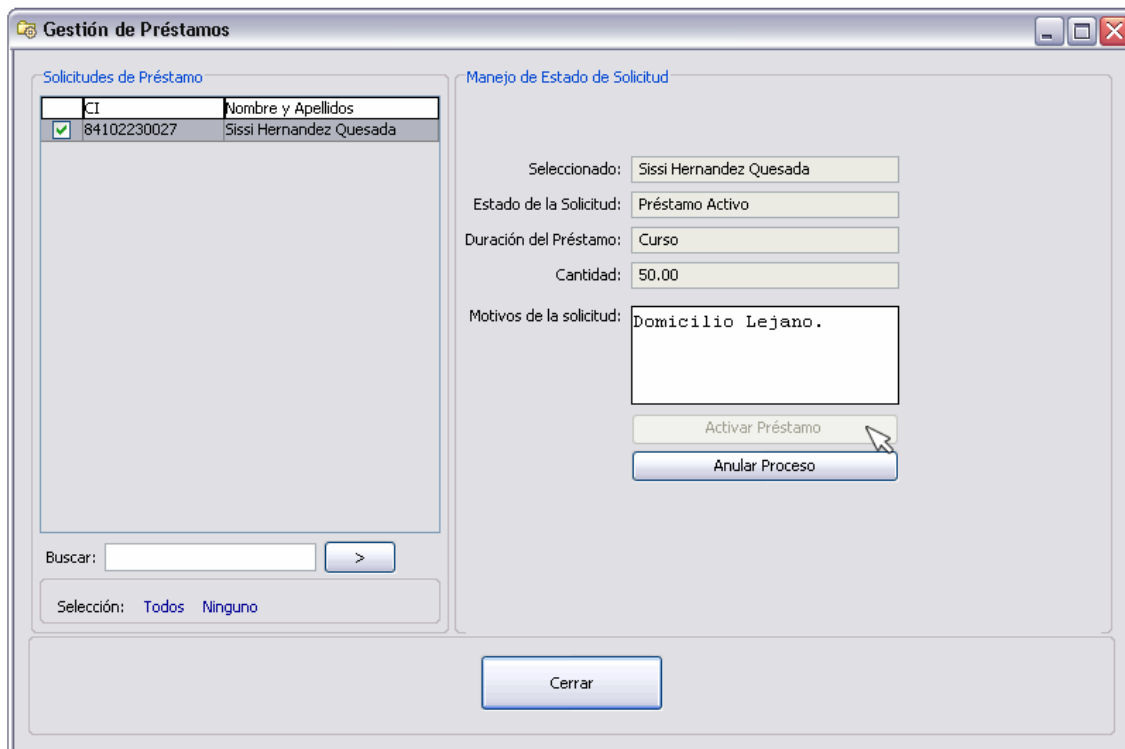 Gestión de Préstamos
Solicitudes de Préstamo
CI Nombre y Apellidos
84102230027 Sissi Hernandez Quesada
Buscar: >
Selección: Todos Ninguno
Manejo de Estado de Solicitud
Seleccionado: Sissi Hernandez Quesada
Estado de la Solicitud: Préstamo Activo
Duración del Préstamo: Curso
Cantidad: 50.00
Motivos de la solicitud: Domicilio Lejano.
Activar Préstamo
Anular Proceso
Cerrar